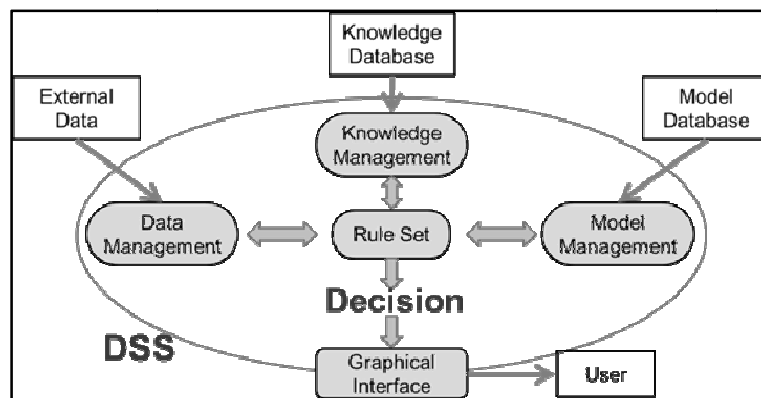 Knowledge
Database
External
Data
Model
Database
Knowledge
Management
Data
Management
Rule Set
Model
Management
Decision
DSS
Graphical
Interface
User